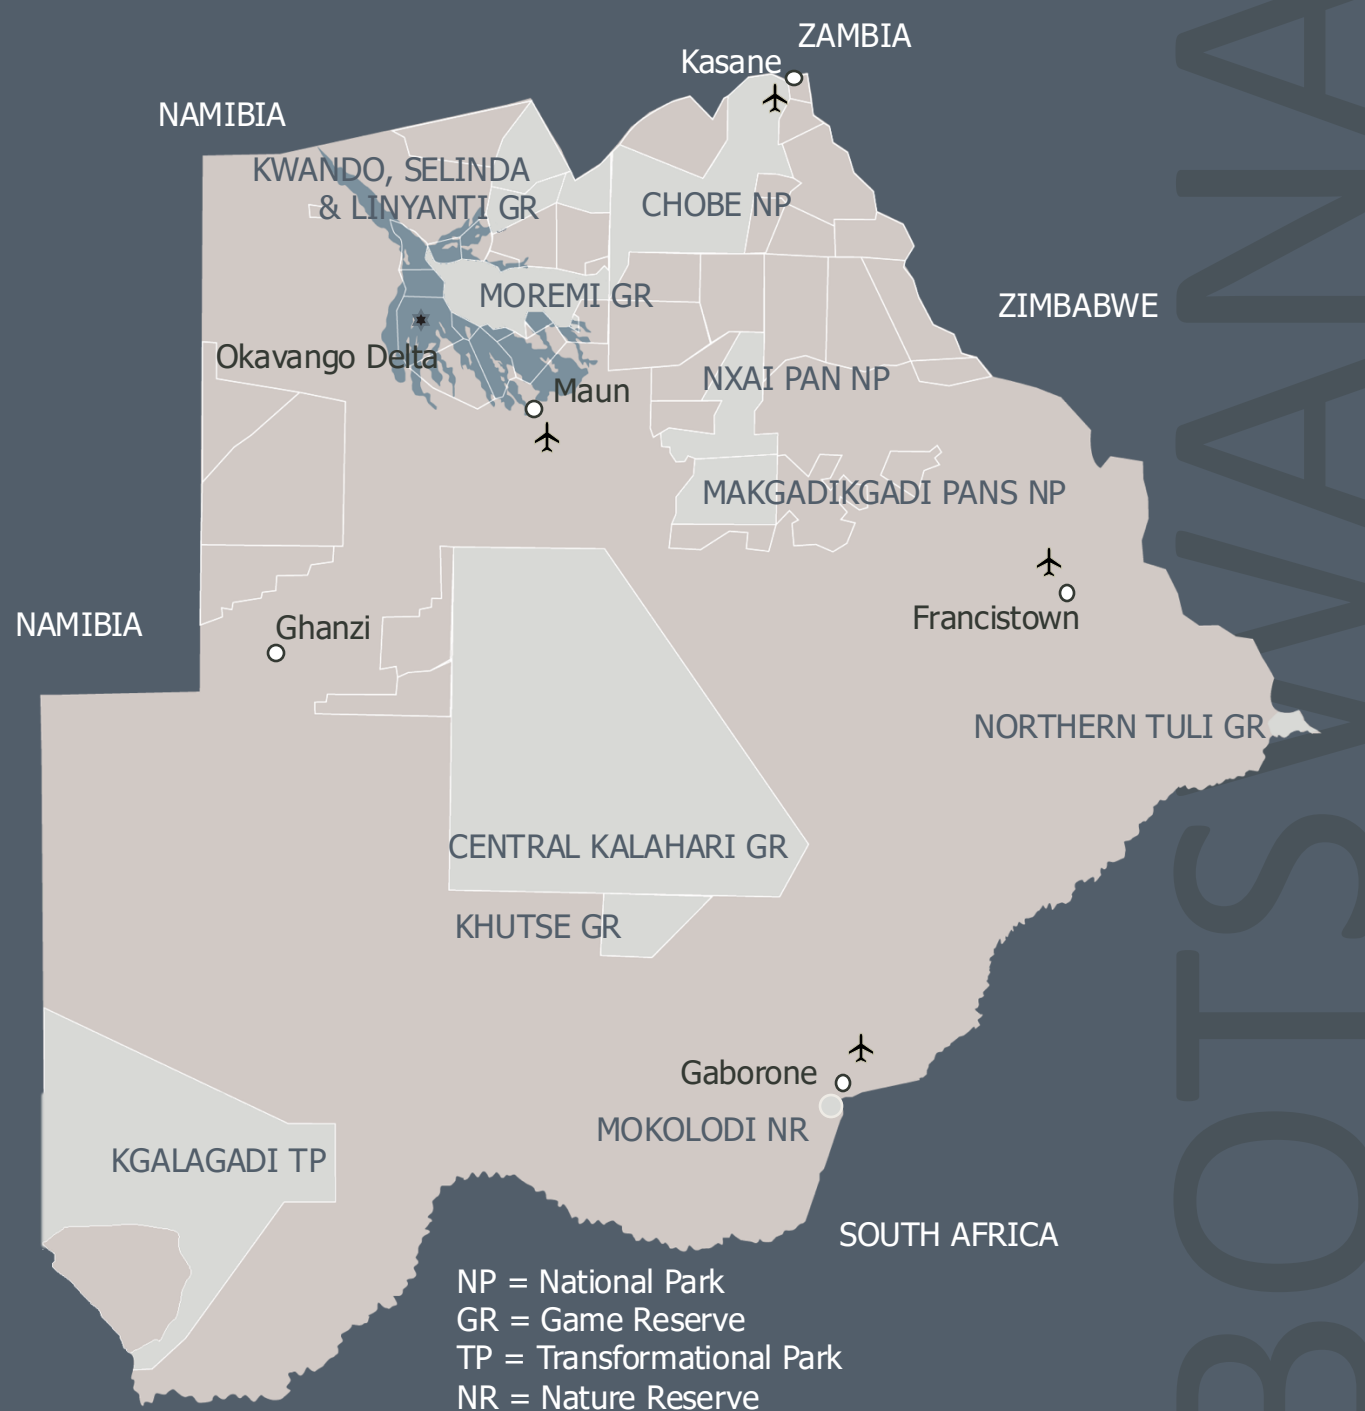 ZAMBIA
Kasane
NAMIBIA
KWANDO, SELINDA
& LINYANTI GR
CHOBE NP
MOREMI GR
ZIMBABWE
Okavango Delta
NXAI PAN NP
Maun
MAKGADIKGADI PANS NP
Francistown
NAMIBIA
Ghanzi
NORTHERN TULI GR
CENTRAL KALAHARI GR
KHUTSE GR
Gaborone
MOKOLODI NR
KGALAGADI TP
SOUTH AFRICA
NP = National Park
GR = Game Reserve
TP = Transformational Park
NR = Nature Reserve
BOTSWANA